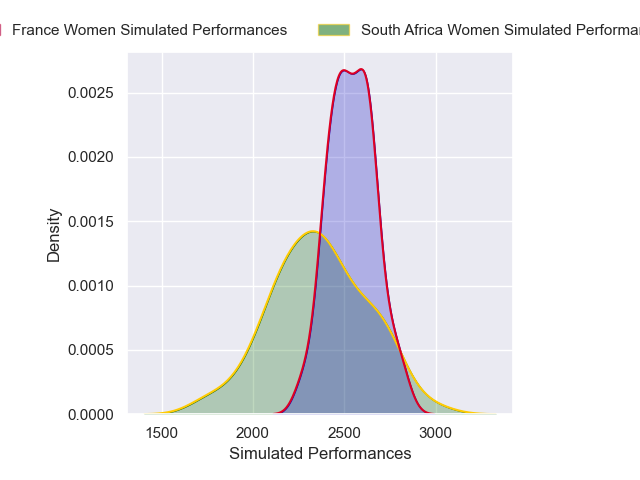 France Women Simulated Performances
South Africa Women Simulated
0.0025
0.0020
0.0015
0.0010
0.0005
0.0000
Density
1500 2000 2500 3000
Simulated Performances